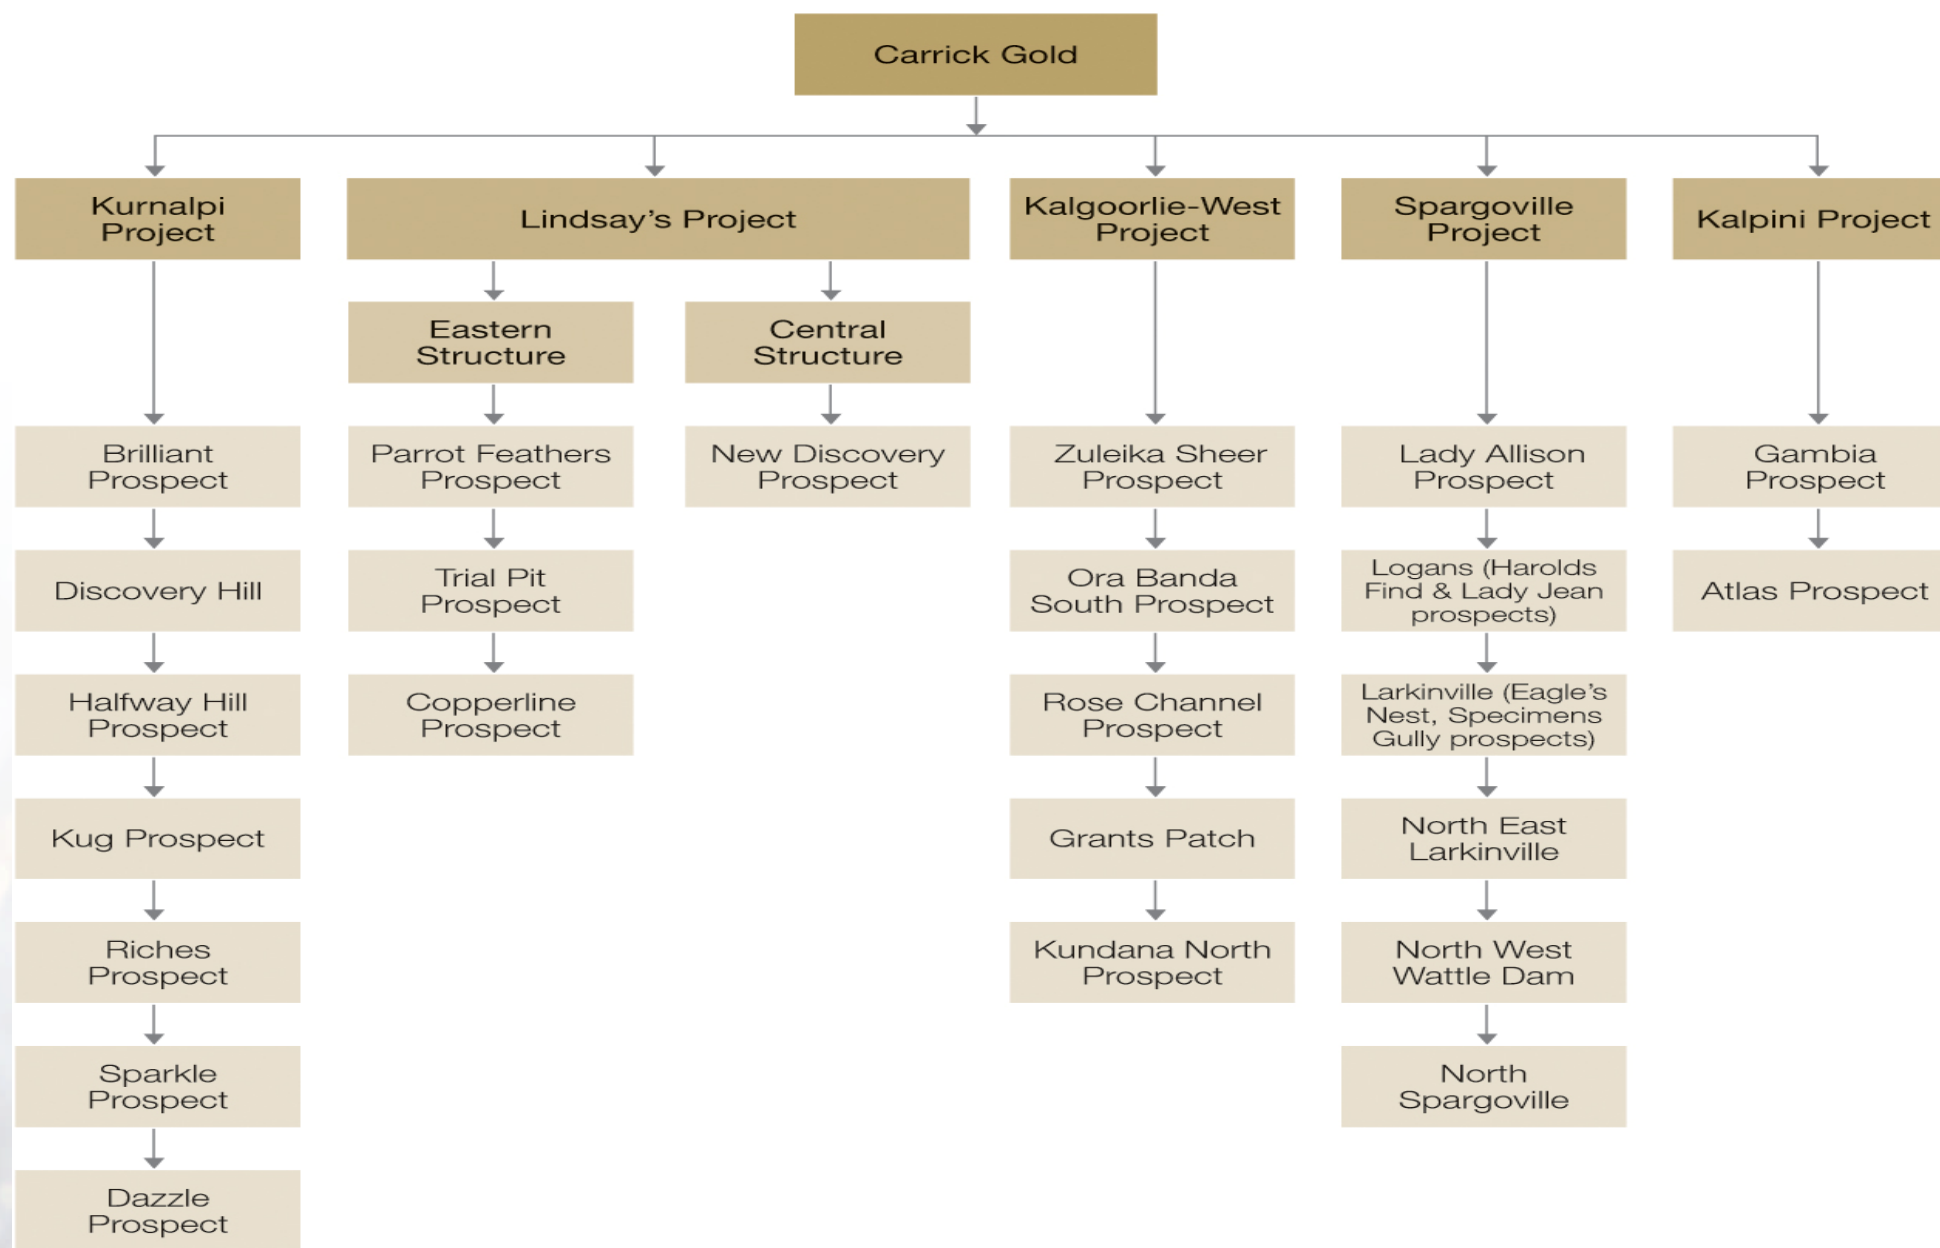 Carrick Gold
Kurnalpi
Project
Lindsay’s Project
Kalgoorlie-West
Project
Spargoville
Project
Kalpini Project
Eastern
Structure
Central
Structure
Brilliant
Prospect
Parrot Feathers
Prospect
New Discovery
Prospect
Zuleika Sheer
Prospect
Lady Allison
Prospect
Gambia
Prospect
Discovery Hill
Trial Pit
Prospect
Ora Banda
South Prospect
Logans (Harolds
Find & Lady Jean
prospects)
Atlas Prospect
Halfway Hill
Prospect
Copperline
Prospect
Rose Channel
Prospect
Larkinville (Eagle’s
Nest, Specimens
Gully prospects)
Kug Prospect
Grants Patch
North East
Larkinville
Riches
Prospect
Kundana North
Prospect
North West
Wattle Dam
Sparkle
Prospect
North
Spargoville
Dazzle
Prospect